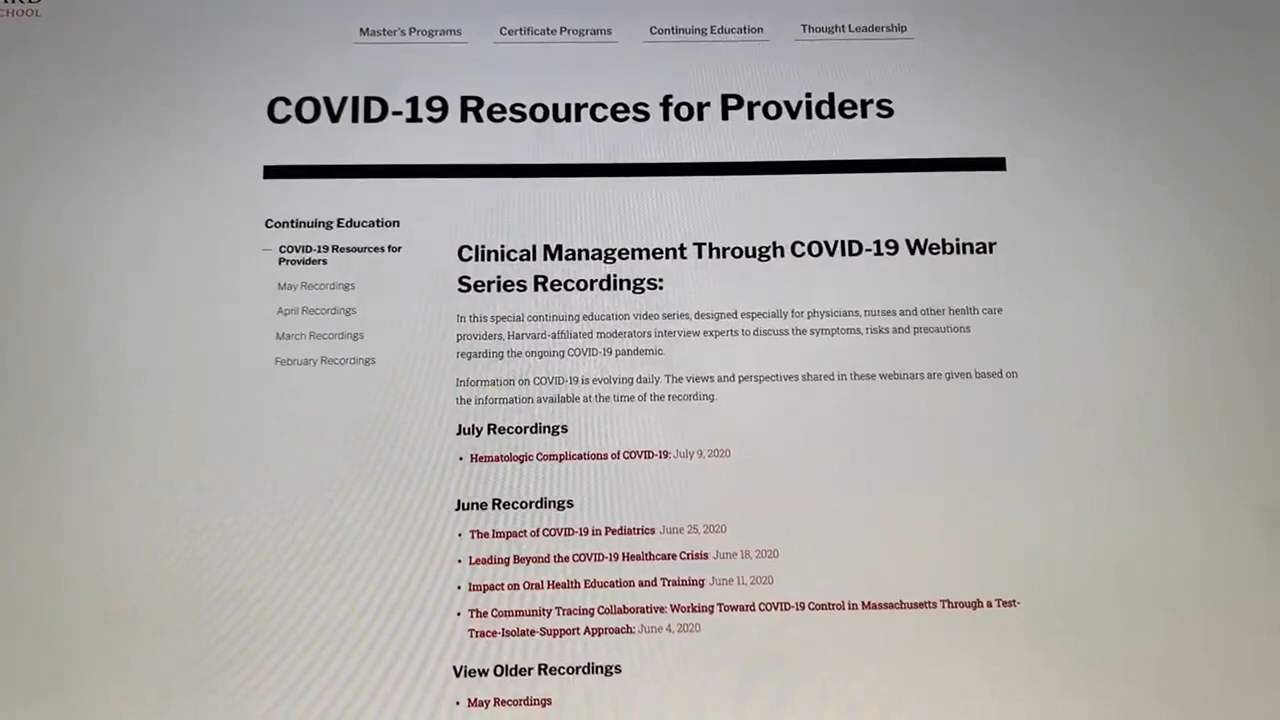 CHOOL
Master's Programs
Certificate Programs
Continuing Education
Thought Leadership
COVID-19 Resources for Providers
Continuing Education
COVID-19 Resources for
Providers
May Recordings
April Recordings
March Recordings
February Recordings
Clinical Management Through COVID-19 Webinar
Series Recordings:
In this special continuing education video series, designed especially for physicians, nurses and other health care
providers, Harvard-affiliated moderators interview experts to discuss the symptoms, risks and precautions
regarding the ongoing COVID-19 pandemic.
Information on COVID-19 is evolving daily. The views and perspectives shared in these webinars are given based on
the information available at the time of the recording.
July Recordings
• Hematologic Complications of COVID-19: July 9, 2020
June Recordings
• The Impact of COVID-19 in Pediatrics June 25, 2020
• Leading Beyond the COVID-19 Healthcare Crisis June 18, 2020
• Impact on Oral Health Education and Training June 11, 2020
• The Community Tracing Collaborative: Working Toward COVID-19 Control in Massachusetts Through a Test-
Trace-Isolate-Support Approach: June 4, 2020
View Older Recordings
• May Recordings